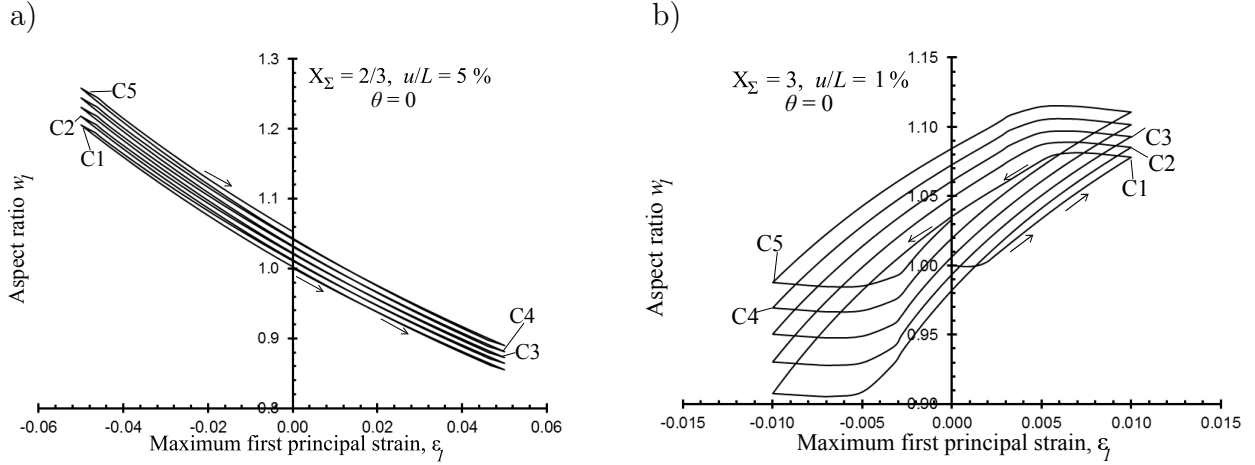 a)
1.3
1.2
1.1
1.0
0.9
0.8
-0.06
-0.04
-0.02
0.00
0.02
0.04
0.06
Aspect ratio w₁
Maximum first principal strain, ε₁
X_Σ = 2/3, u/L = 5 %
θ = 0
C5
C2
C1
C4
C3
b)
1.15
1.10
1.05
1.00
0.95
0.90
-0.015
-0.010
-0.005
0.000
0.005
0.010
0.015
Aspect ratio w₁
Maximum first principal strain, ε₁
X_Σ = 3, u/L = 1 %
θ = 0
C3
C2
C1
C5
C4